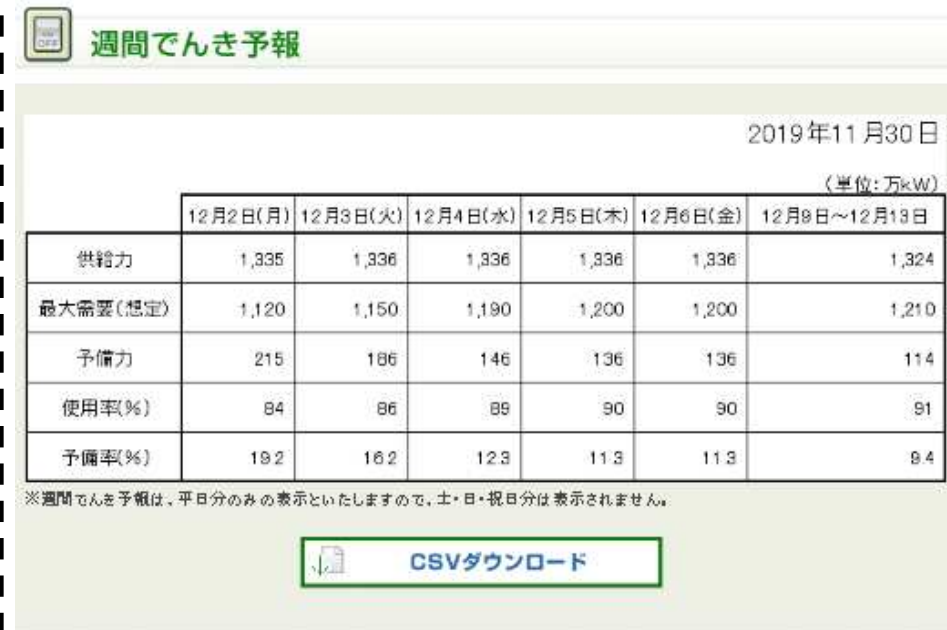 週間でんき予報
2019年11月30日
(単位:万kW)
12月2日(月) 12月3日(火) 12月4日(水) 12月5日(木) 12月6日(金) 12月9日~12月13日
供給力 1,335 1,336 1,336 1,336 1,336 1,324
最大需要(想定) 1,120 1,150 1,190 1,200 1,200 1,210
予備力 215 186 146 136 136 114
使用率(%) 84 86 89 90 90 91
予備率(%) 19.2 16.2 12.3 11.3 11.3 9.4
※週間でんき予報は、平日分のみの表示といたしますので、土・日・祝日分は表示されません。
CSVダウンロード